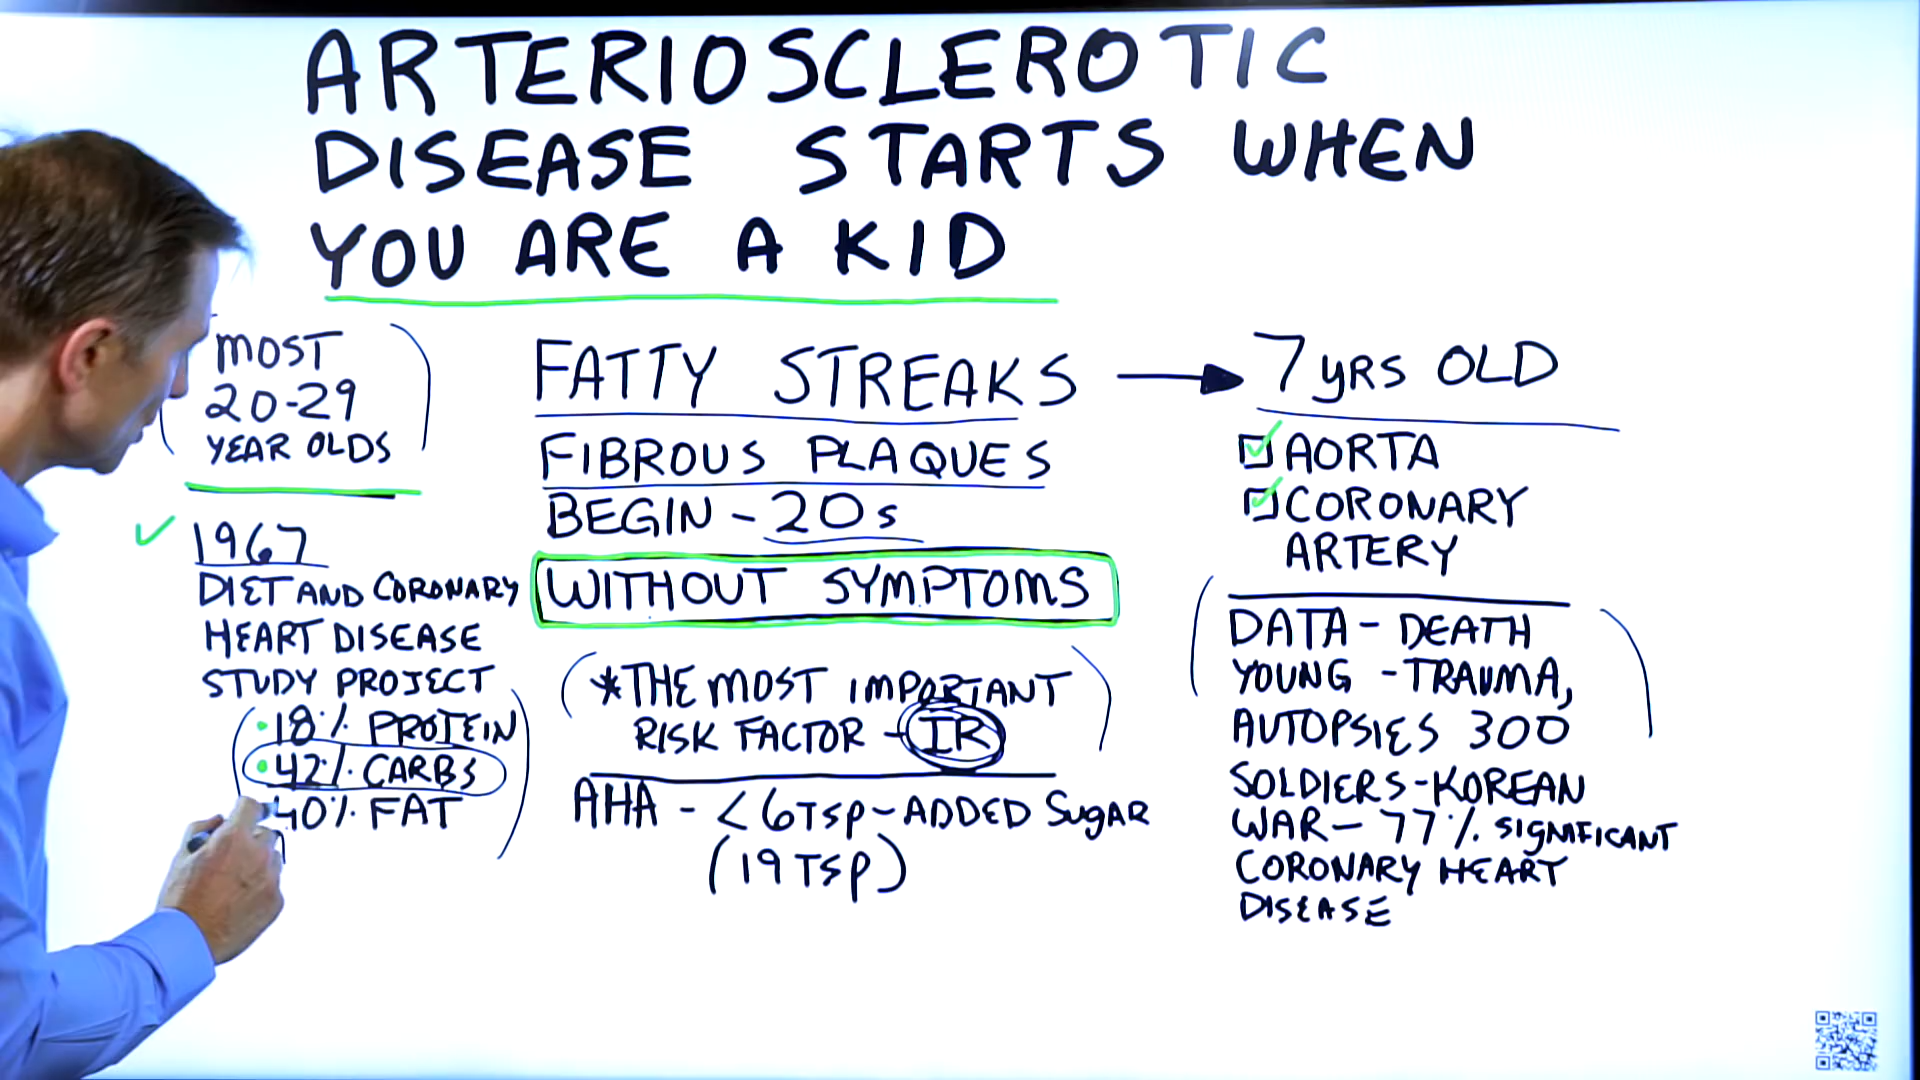 ARTERIOSCLEROTIC
DISEASE STARTS WHEN
YOU ARE A KID
MOST
20-29
YEAR OLDS
1967
DIET AND CORONARY
HEART DISEASE
STUDY PROJECT
• 18% PROTEIN
• 42% CARBS
40% FAT
FATTY STREAKS → 7 YRS OLD
FIBROUS PLAQUES
BEGIN - 20s
WITHOUT SYMPTOMS
*THE MOST IMPORTANT
RISK FACTOR - IR
AHA - < 6 TSP - ADDED SUGAR
(19 TSP)
AORTA
CORONARY
ARTERY
DATA - DEATH
YOUNG - TRAUMA,
AUTOPSIES 300
SOLDIERS - KOREAN
WAR - 77% SIGNIFICANT
CORONARY HEART
DISEASE